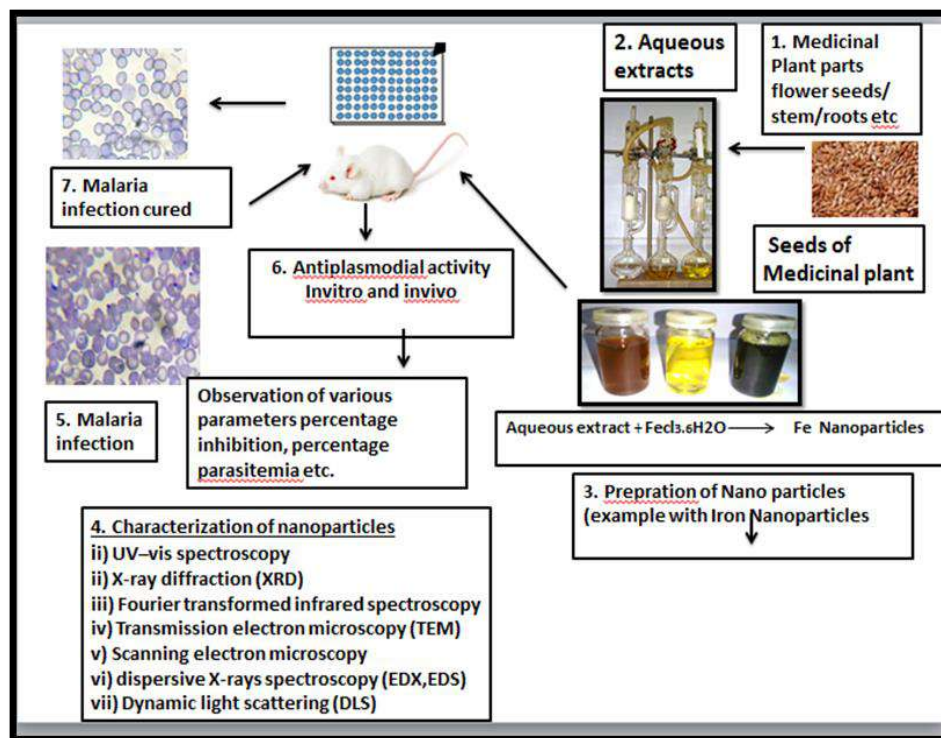 1. Medicinal
Plant parts
flower seeds/
stem/roots etc
2. Aqueous
extracts
Seeds of
Medicinal plant
Aqueous extract + Fecl3.6H2O → Fe Nanoparticles
3. Prepration of Nano particles
(example with Iron Nanoparticles
4. Characterization of nanoparticles
ii) UV–vis spectroscopy
ii) X-ray diffraction (XRD)
iii) Fourier transformed infrared spectroscopy
iv) Transmission electron microscopy (TEM)
v) Scanning electron microscopy
vi) dispersive X-rays spectroscopy (EDX,EDS)
vii) Dynamic light scattering (DLS)
5. Malaria
infection
6. Antiplasmodial activity
Invitro and invivo
Observation of various
parameters percentage
inhibition, percentage
parasitemia etc.
7. Malaria
infection cured